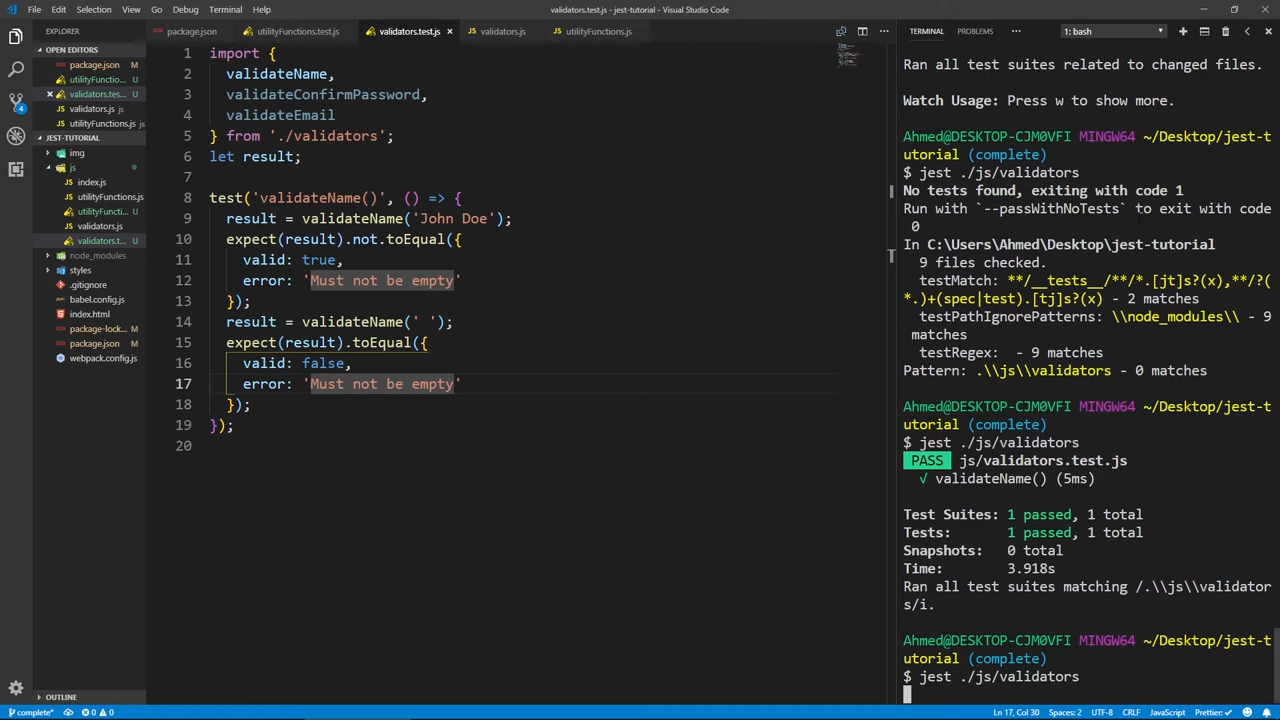 File Edit Selection View Go Debug Terminal Help
validators.test.js - jest-tutorial - Visual Studio Code
EXPLORER
OPEN EDITORS
package.json
utilityFunctio...
validators.tes... 2, U
validators.js js
utilityFunctions.js js
JEST-TUTORIAL
img
js
index.js
utilityFunctions.js
utilityFuncti...
validators.js
validators.t...
node_modules
styles
.gitignore
babel.config.js
index.html
package-lock...
package.json
webpack.config.js
OUTLINE
package.json
utilityFunctions.test.js
validators.test.js
validators.js
utilityFunctions.js
1 import {
2 validateName,
3 validateConfirmPassword,
4 validateEmail
5 } from './validators';
6 let result;
7
8 test('validateName()', () => {
9 result = validateName('John Doe');
10 expect(result).not.toEqual({
11 valid: true,
12 error: 'Must not be empty'
13 });
14 result = validateName(' ');
15 expect(result).toEqual({
16 valid: false,
17 error: 'Must not be empty'
18 });
19 });
20
TERMINAL PROBLEMS ... 1: bash
Ran all test suites related to changed files.
Watch Usage: Press w to show more.
Ahmed@DESKTOP-CJM0VFI MINGW64 ~/Desktop/jest-t
utorial (complete)
$ jest ./js/validators
No tests found, exiting with code 1
Run with `--passWithNoTests` to exit with code
0
In C:\Users\Ahmed\Desktop\jest-tutorial
9 files checked.
testMatch: **/__tests__/**/*.[jt]s?(x),**/?(
*.)+(spec|test).[tj]s?(x) - 2 matches
testPathIgnorePatterns: \\node_modules\\ - 9
matches
testRegex:  - 9 matches
Pattern: .\\js\\validators - 0 matches
Ahmed@DESKTOP-CJM0VFI MINGW64 ~/Desktop/jest-t
utorial (complete)
$ jest ./js/validators
PASS js/validators.test.js
√ validateName() (5ms)
Test Suites: 1 passed, 1 total
Tests: 1 passed, 1 total
Snapshots: 0 total
Time: 3.918s
Ran all test suites matching /.\\js\\validator
s/i.
Ahmed@DESKTOP-CJM0VFI MINGW64 ~/Desktop/jest-t
utorial (complete)
$ jest ./js/validators
complete* 0 0
Ln 17, Col 30 Spaces: 2 UTF-8 CRLF JavaScript Prettier: ✓